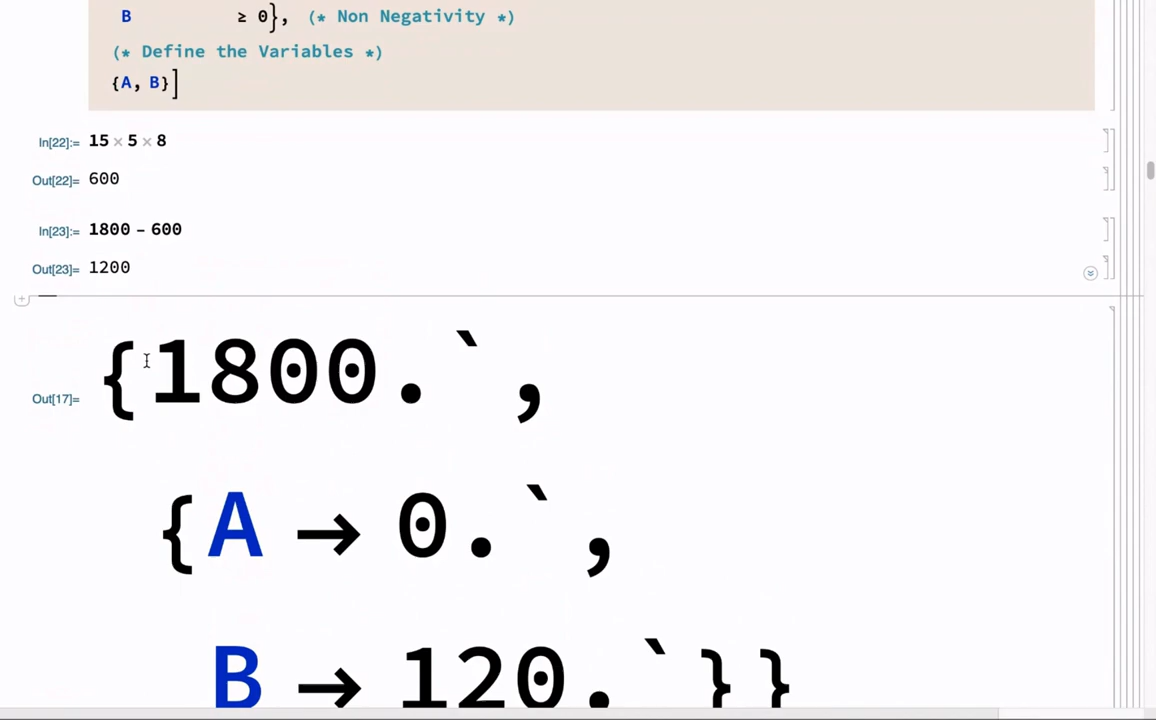 B ≥ 0}, (* Non Negativity *)
(* Define the Variables *)
{A, B}]
In[22]:= 15 × 5 × 8
Out[22]= 600
In[23]:= 1800 - 600
Out[23]= 1200
Out[17]= {1800.`,
{A → 0.`,
B → 120.`}}